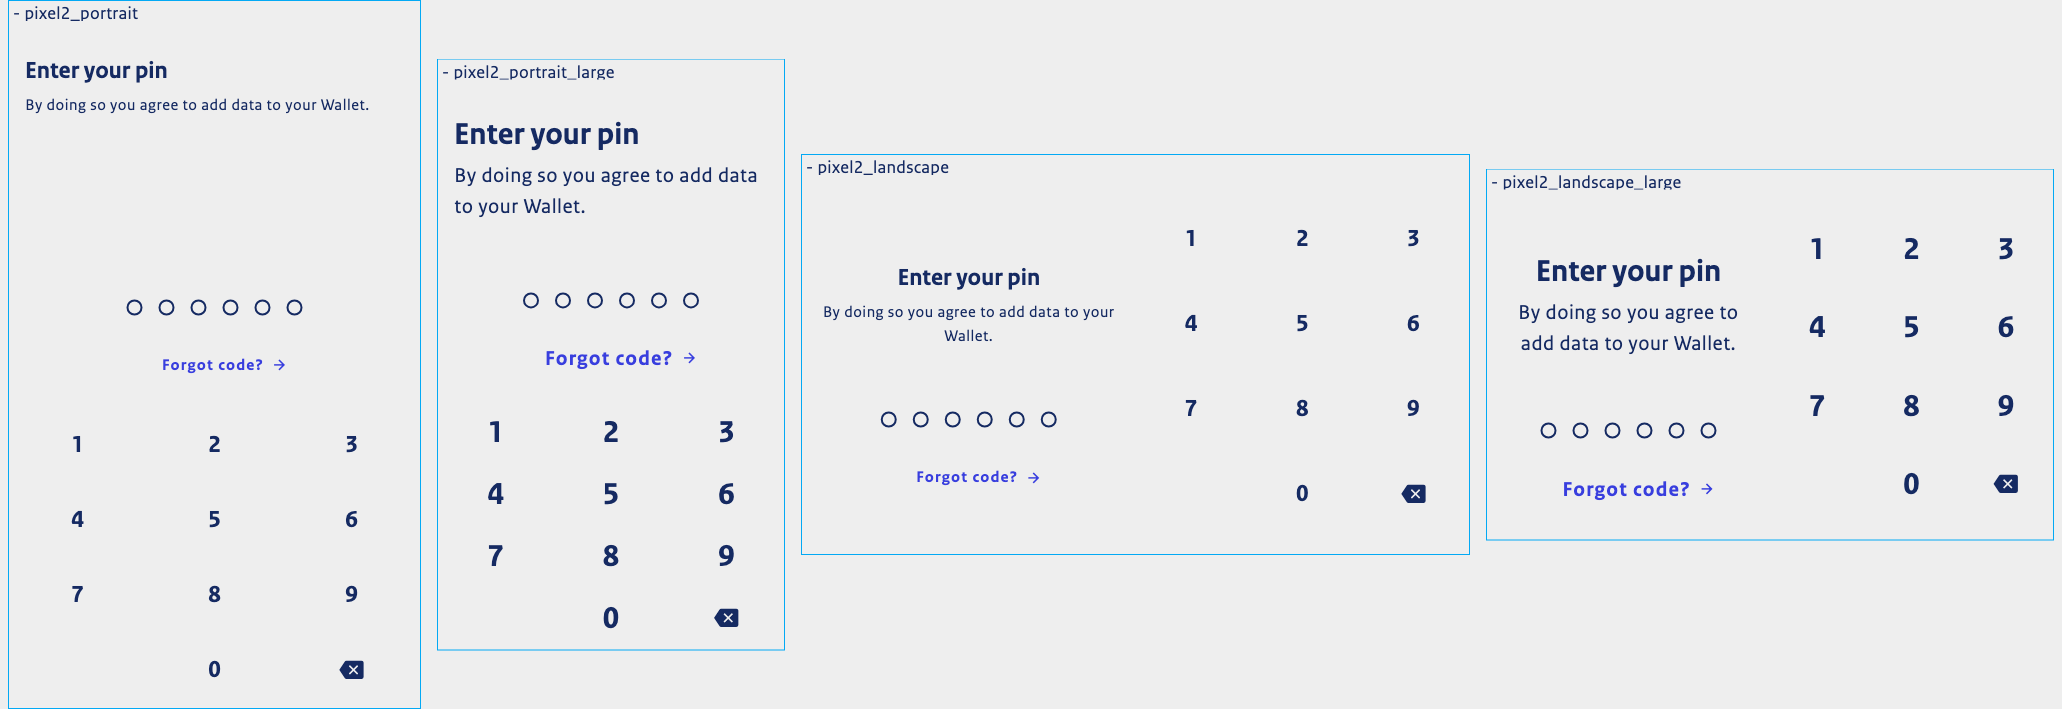 - pixel2_portrait
Enter your pin
By doing so you agree to add data to your Wallet.
Forgot code? →
1 2 3
4 5 6
7 8 9
0
- pixel2_portrait_large
Enter your pin
By doing so you agree to add data
to your Wallet.
Forgot code? →
1 2 3
4 5 6
7 8 9
0
- pixel2_landscape
Enter your pin
By doing so you agree to add data to your
Wallet.
Forgot code? →
1 2 3
4 5 6
7 8 9
0
- pixel2_landscape_large
Enter your pin
By doing so you agree to
add data to your Wallet.
Forgot code? →
1 2 3
4 5 6
7 8 9
0